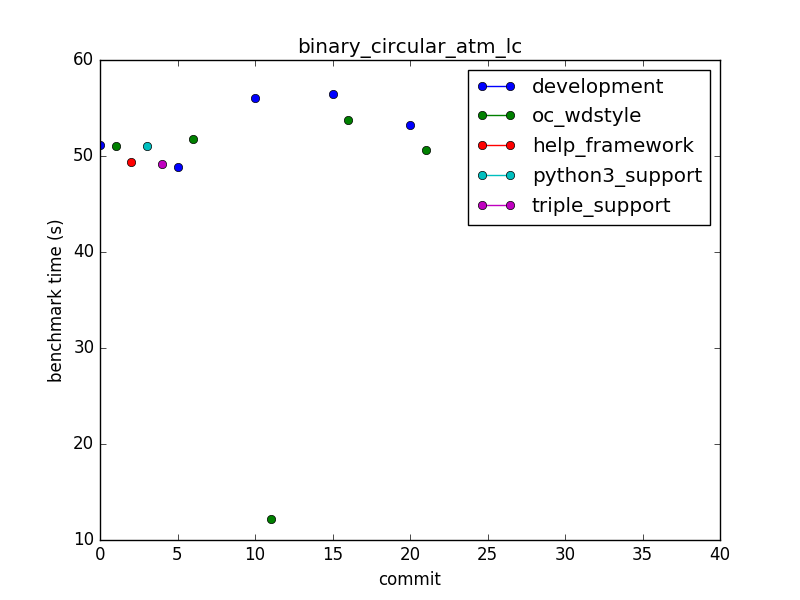 binary_circular_atm_lc
60
50
40
30
20
10
benchmark time (s)
development
oc_wdstyle
help_framework
python3_support
triple_support
0 5 10 15 20 25 30 35 40
commit